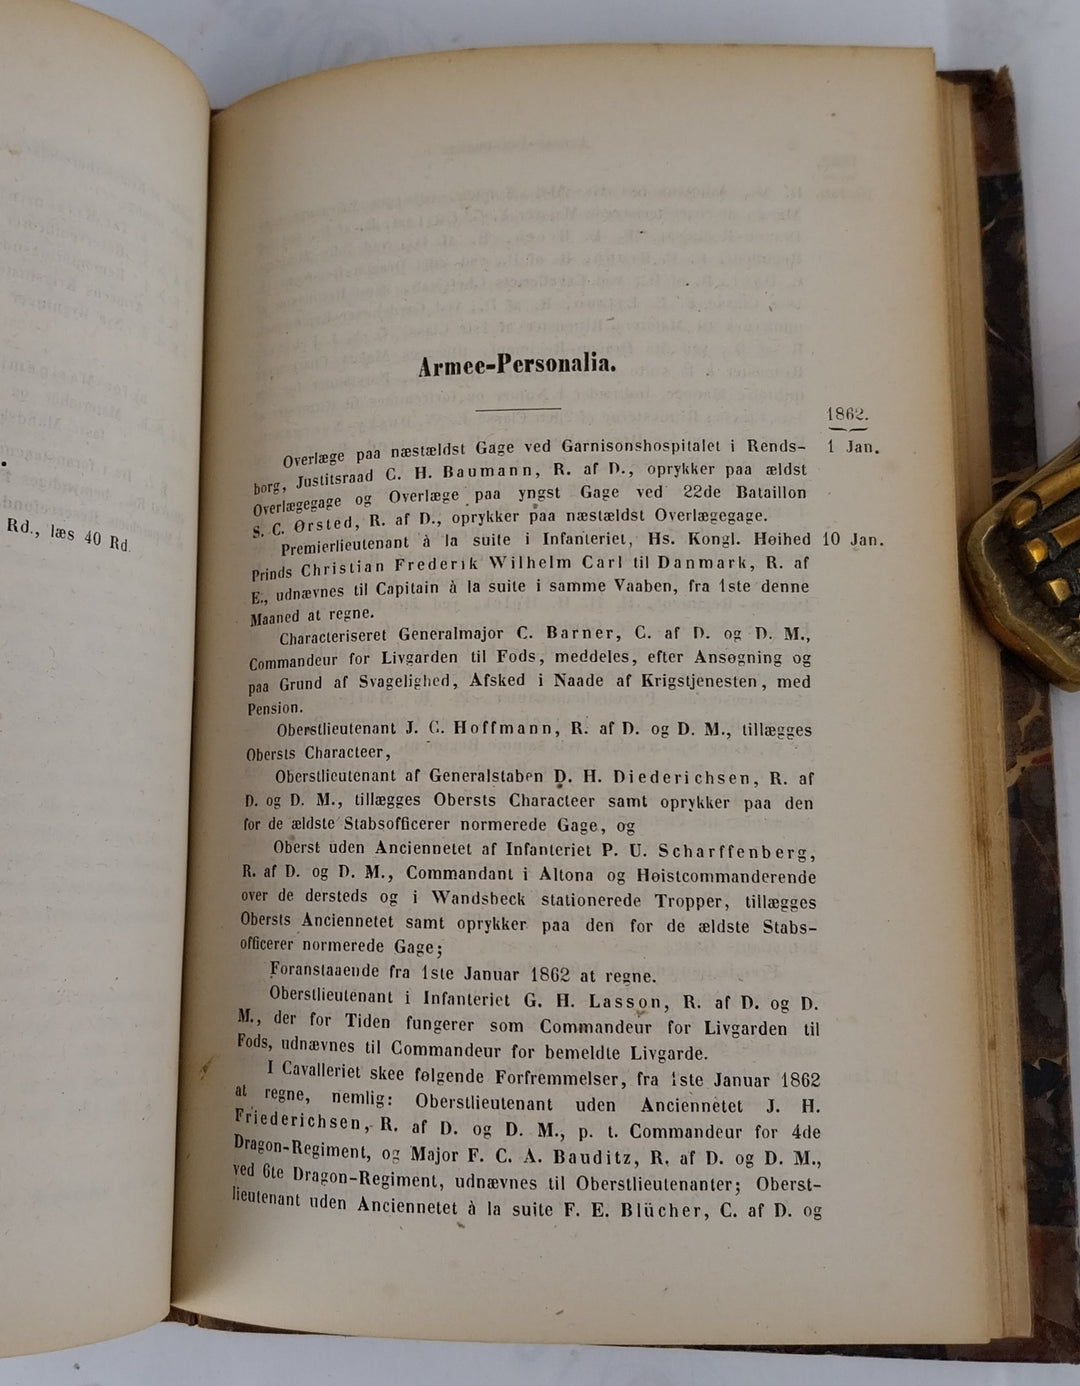 Rd., læs 40 Rd.
Armee-Personalia.
1862.
Overlæge paa næstældst Gage ved Garnisonshospitalet i Rends- 1 Jan.
borg, Justitsraad C. H. Baumann, R. af D., oprykker paa ældst
Overlægegage og Overlæge paa yngst Gage ved 22de Bataillon
S. C. Ørsted, R. af D., oprykker paa næstældst Overlægegage.
Premierlieutenant à la suite i Infanteriet, Hs. Kongl. Høihed 10 Jan.
Prinds Christian Frederik Wilhelm Carl til Danmark, R. af
E., udnævnes til Capitain à la suite i samme Vaaben, fra 1ste denne
Maaned at regne.
Characteriseret Generalmajor C. Barner, C. af D. og D. M.,
Commandeur for Livgarden til Fods, meddeles, efter Ansøgning og
paa Grund af Svagelighed, Afsked i Naade af Krigstjenesten, med
Pension.
Oberstlieutenant J. C. Hoffmann, R. af D. og D. M., tillægges
Obersts Characteer,
Oberstlieutenant af Generalstaben D. H. Diederichsen, R. af
D. og D. M., tillægges Obersts Characteer samt oprykker paa den
for de ældste Stabsofficerer normerede Gage, og
Oberst uden Anciennetet af Infanteriet P. U. Scharffenberg,
R. af D. og D. M., Commandant i Altona og Høistcommanderende
over de dersteds og i Wandsbeck stationerede Tropper, tillægges
Obersts Anciennetet samt oprykker paa den for de ældste Stabs-
officerer normerede Gage;
Foranstaaende fra 1ste Januar 1862 at regne.
Oberstlieutenant i Infanteriet G. H. Lasson, R. af D. og D.
M., der for Tiden fungerer som Commandeur for Livgarden til
Fods, udnævnes til Commandeur for bemeldte Livgarde.
I Cavalleriet skee følgende Forfremmelser, fra 1ste Januar 1862
at regne, nemlig: Oberstlieutenant uden Anciennetet J. H.
Friederichsen, R. af D. og D. M., p. t. Commandeur for 4de
Dragon-Regiment, og Major F. C. A. Bauditz, R. af D. og D. M.,
ved 6te Dragon-Regiment, udnævnes til Oberstlieutenanter; Oberst-
lieutenant uden Anciennetet à la suite F. E. Blücher, C. af D. og